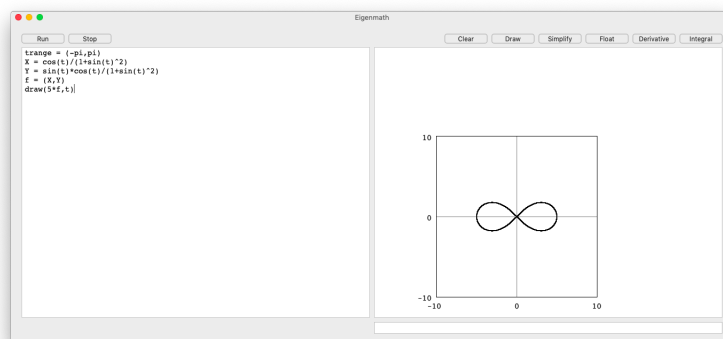 Eigenmath
Run Stop Clear Draw Simplify Float Derivative Integral
trange = (-pi,pi)
X = cos(t)/(1+sin(t)^2)
Y = sin(t)*cos(t)/(1+sin(t)^2)
f = (X,Y)
draw(5*f,t)
10
0
-10
-10 0 10